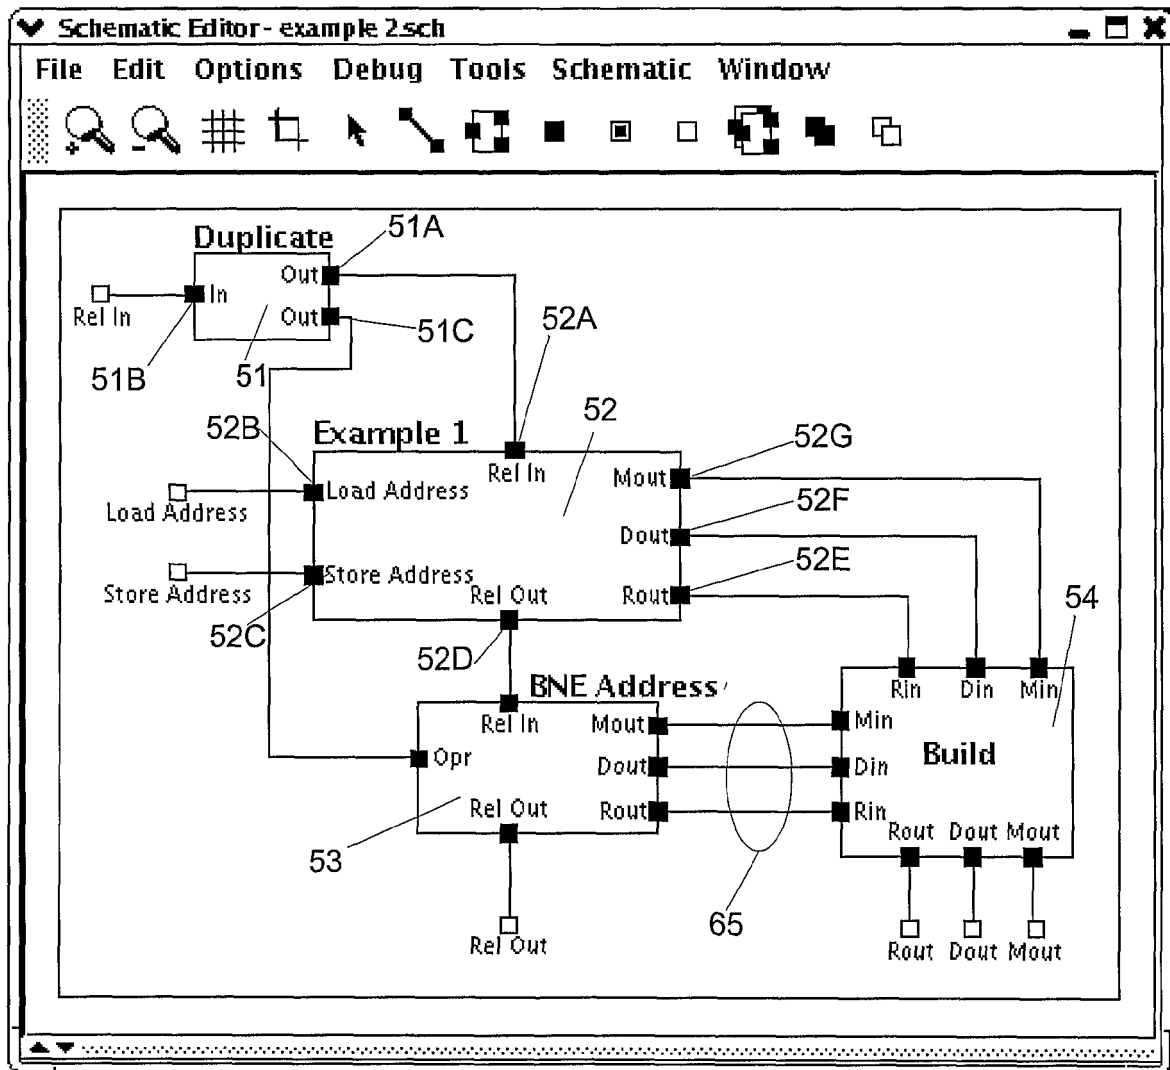 Schematic Editor - example 2.sch
File Edit Options Debug Tools Schematic Window
Duplicate
51A
Out
In
Rel In
Out
51C
52A
51B
51
52B
Example 1
52
52G
Rel In
Mout
Load Address
Load Address
52F
Dout
52E
Store Address
Store Address
Rel Out
Rout
54
52C
52D
BNE Address
Rin Din Min
Rel In
Mout
Min
Opr
Dout
Din
Build
Rel Out
Rout
Rin
Rout Dout Mout
53
65
Rel Out
Rout Dout Mout